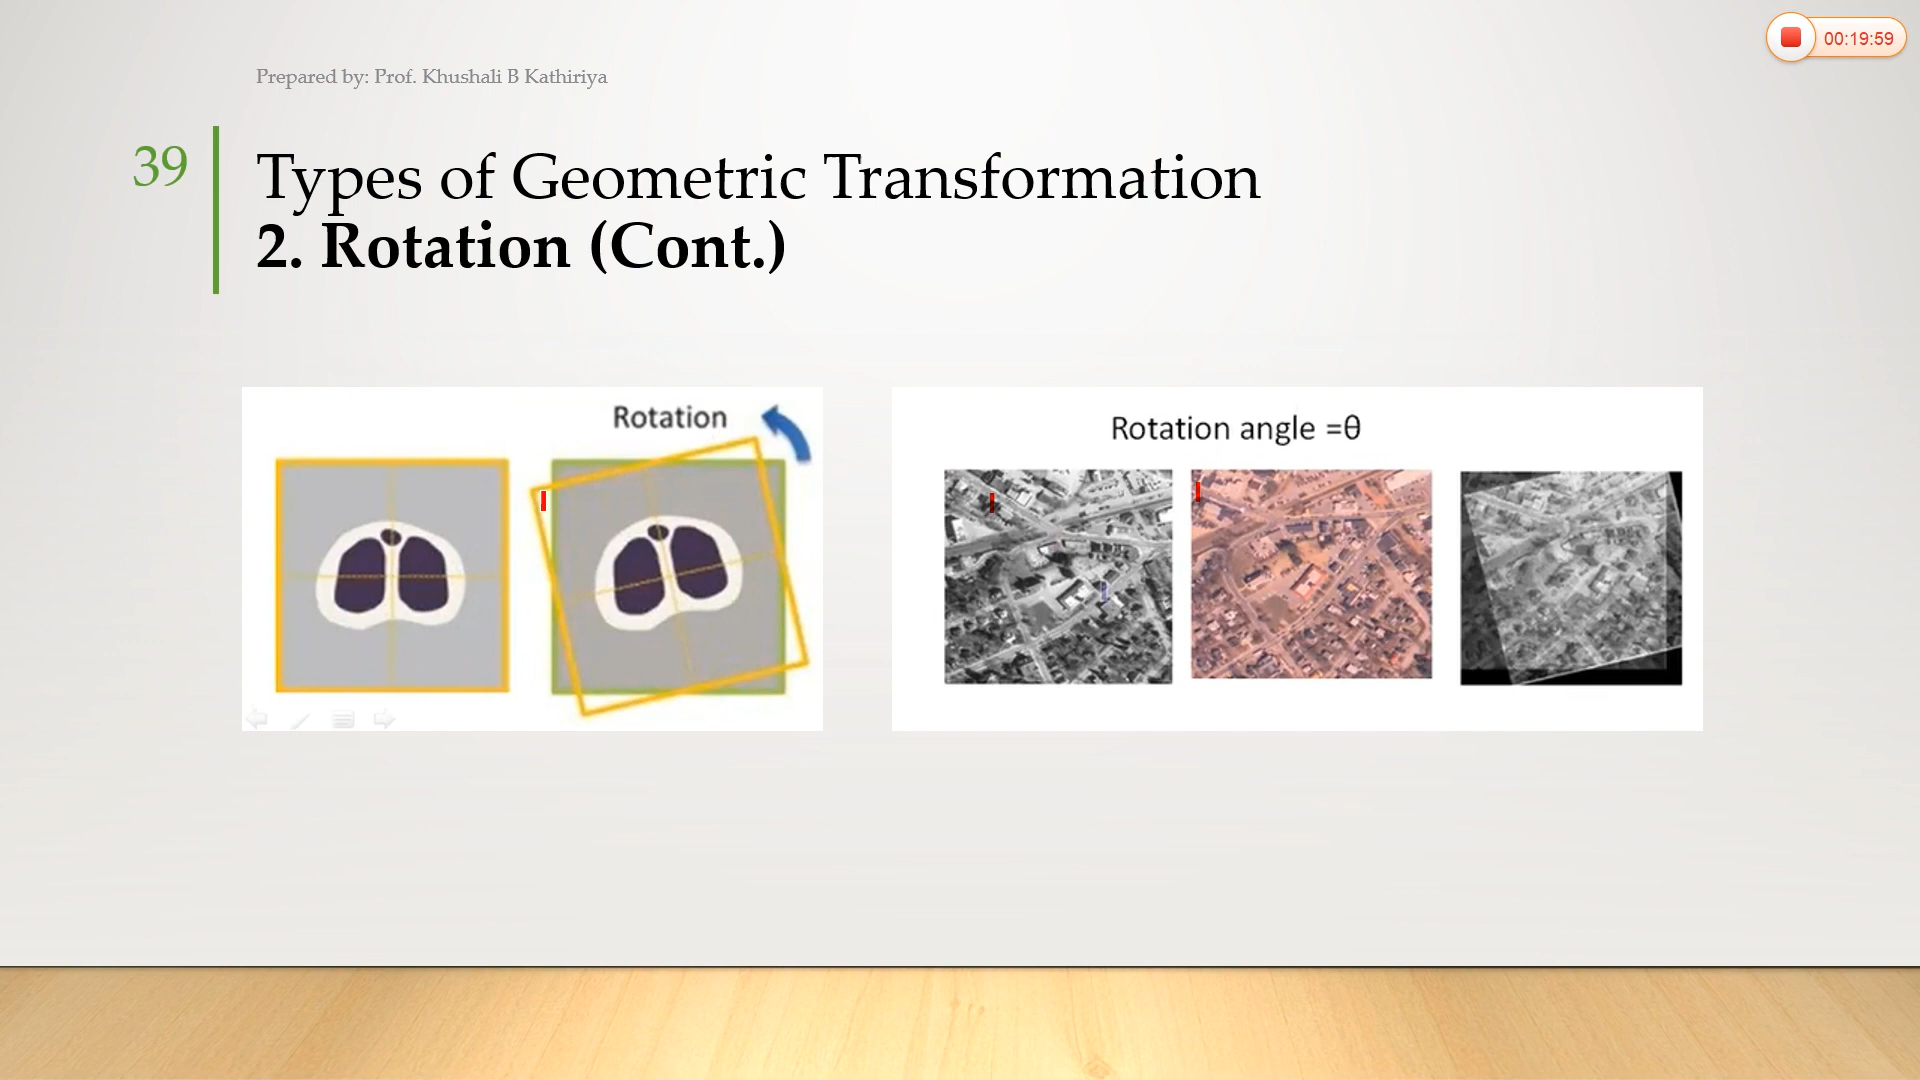 00:19:59
Prepared by: Prof. Khushali B Kathiriya
39
Types of Geometric Transformation
2. Rotation (Cont.)
Rotation
Rotation angle =θ